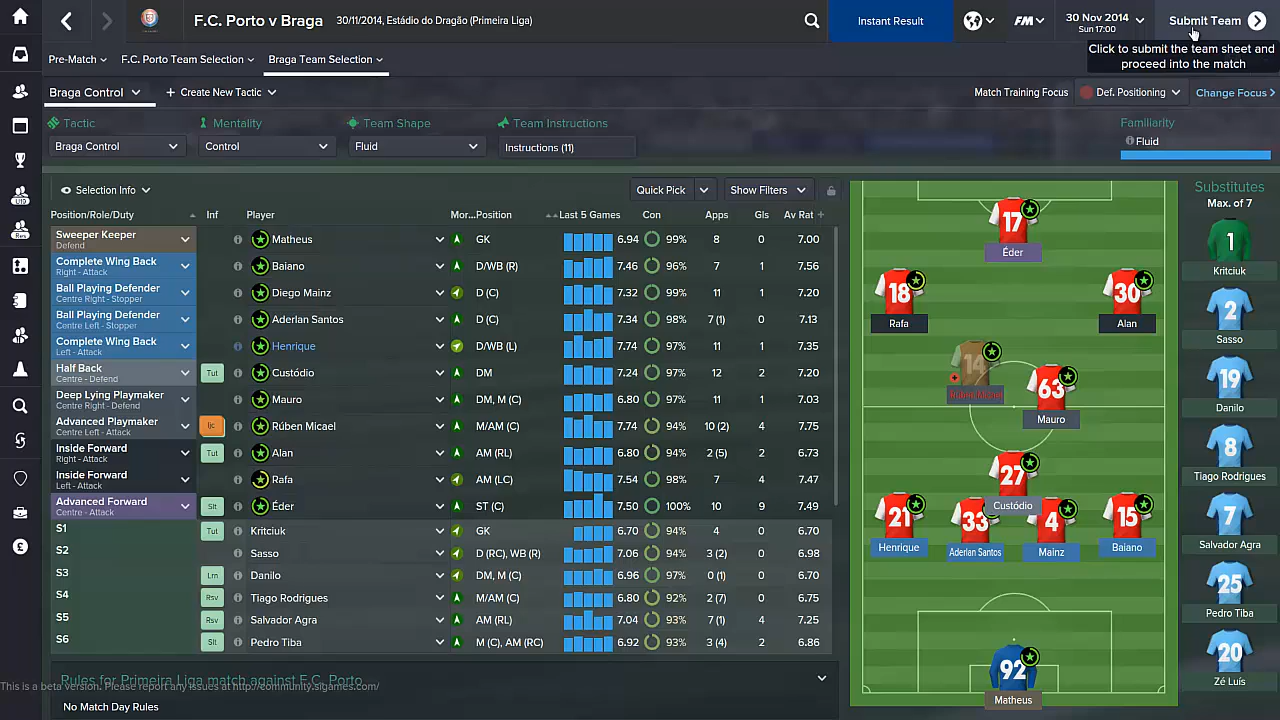 F.C. Porto v Braga
30/11/2014, Estádio do Dragão (Primeira Liga)
Instant Result
FM
30 Nov 2014
Sun 17:00
Submit Team
Click to submit the team sheet and
proceed into the match
Pre-Match
F.C. Porto Team Selection
Braga Team Selection
Braga Control
+ Create New Tactic
Match Training Focus
Def. Positioning
Change Focus
Tactic
Mentality
Team Shape
Team Instructions
Familiarity
Braga Control
Control
Fluid
Instructions (11)
Fluid
Selection Info
Quick Pick
Show Filters
Position/Role/Duty Inf Player Mor... Position Last 5 Games Con Apps Gls Av Rat
Sweeper Keeper
Defend
Matheus GK 6.94 99% 8 0 7.00
Complete Wing Back
Right - Attack
Baiano D/WB (R) 7.46 96% 7 1 7.56
Ball Playing Defender
Centre Right - Stopper
Diego Mainz D (C) 7.32 99% 11 1 7.20
Ball Playing Defender
Centre Left - Stopper
Aderlan Santos D (C) 7.34 98% 7 (1) 0 7.13
Complete Wing Back
Left - Attack
Henrique D/WB (L) 7.74 97% 11 1 7.35
Half Back
Centre - Defend
Tut Custódio DM 7.24 97% 12 2 7.20
Deep Lying Playmaker
Centre Right - Defend
Mauro DM, M (C) 6.80 97% 11 1 7.03
Advanced Playmaker
Centre Left - Attack
Ijc Rúben Micael M/AM (C) 7.74 94% 10 (2) 4 7.75
Inside Forward
Right - Attack
Tut Alan AM (RL) 6.80 94% 2 (5) 2 6.73
Inside Forward
Left - Attack
Rafa AM (LC) 7.54 98% 7 4 7.47
Advanced Forward
Centre - Attack
Slt Éder ST (C) 7.50 100% 10 9 7.49
S1 Tut Kritciuk GK 6.70 94% 4 0 6.70
S2 Sasso D (RC), WB (R) 7.06 94% 3 (2) 0 6.98
S3 Lrn Danilo DM, M (C) 6.96 97% 0 (1) 0 6.70
S4 Rsv Tiago Rodrigues M/AM (C) 6.80 92% 2 (7) 0 6.75
S5 Rsv Salvador Agra AM (RL) 7.04 93% 7 (1) 4 7.25
S6 Slt Pedro Tiba M (C), AM (RC) 6.92 93% 3 (4) 2 6.86
Rules for Primeira Liga match against F.C. Porto
This is a beta version. Please report any issues at http://community.sigames.com/
No Match Day Rules
17
Éder
18
Rafa
30
Alan
14
Rúben Micael
63
Mauro
27
Custódio
21
Henrique
33
Aderlan Santos
4
Mainz
15
Baiano
92
Matheus
Substitutes
Max. of 7
1
Kritciuk
2
Sasso
19
Danilo
8
Tiago Rodrigues
7
Salvador Agra
25
Pedro Tiba
20
Zé Luís